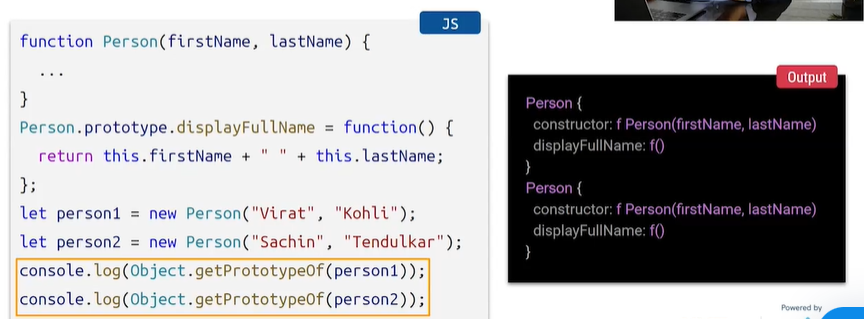 JS
function Person(firstName, lastName) {
...
}
Person.prototype.displayFullName = function() {
return this.firstName + " " + this.lastName;
};
let person1 = new Person("Virat", "Kohli");
let person2 = new Person("Sachin", "Tendulkar");
console.log(Object.getPrototypeOf(person1));
console.log(Object.getPrototypeOf(person2));
Output
Person {
constructor: f Person(firstName, lastName)
displayFullName: f()
}
Person {
constructor: f Person(firstName, lastName)
displayFullName: f()
}
Powered by